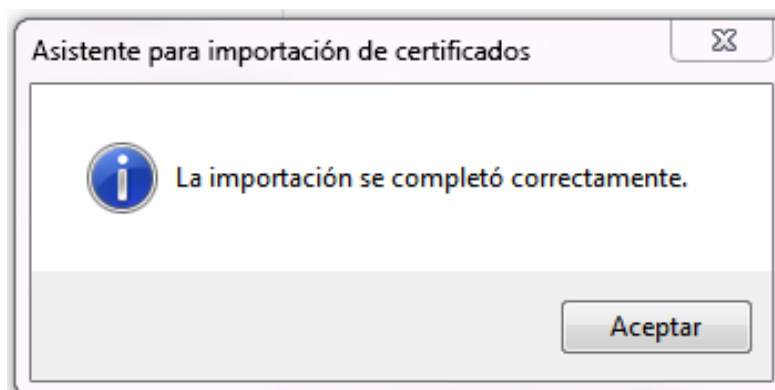 Asistente para importación de certificados
La importación se completó correctamente.
Aceptar